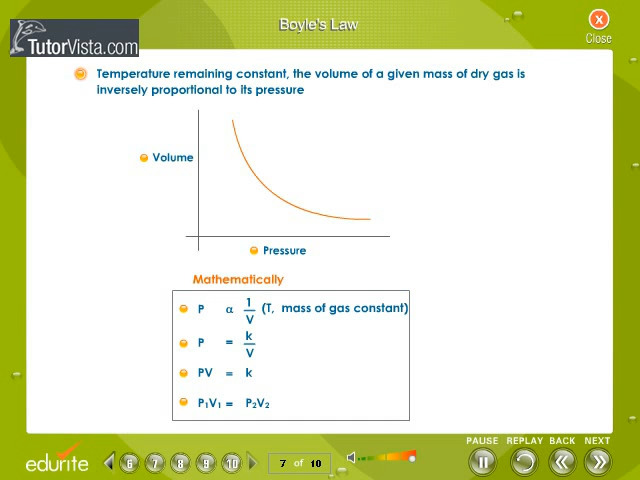 Boyle's Law
Close
TutorVista.com
Temperature remaining constant, the volume of a given mass of dry gas is
inversely proportional to its pressure
Volume
Pressure
Mathematically
P α 1/V (T, mass of gas constant)
P = k/V
PV = k
P₁V₁ = P₂V₂
PAUSE REPLAY BACK NEXT
edurite
6 7 8 9 10
7 of 10